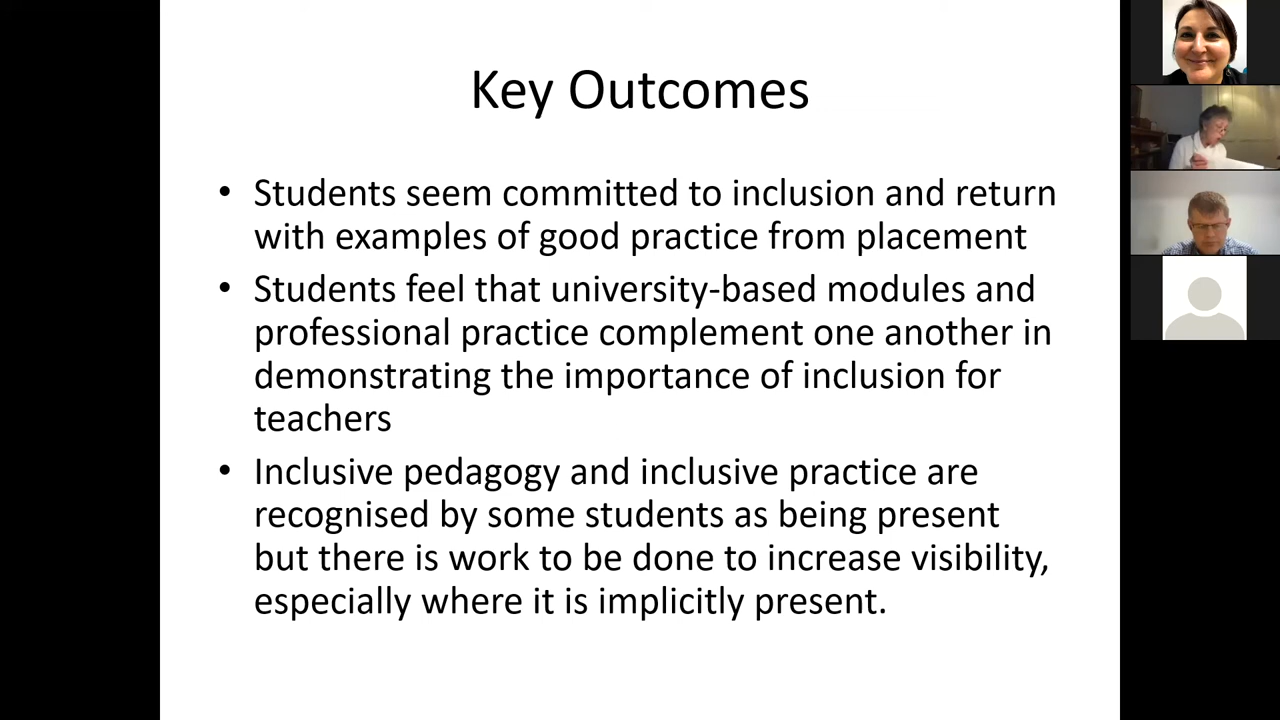 Key Outcomes
• Students seem committed to inclusion and return
with examples of good practice from placement
• Students feel that university-based modules and
professional practice complement one another in
demonstrating the importance of inclusion for
teachers
• Inclusive pedagogy and inclusive practice are
recognised by some students as being present
but there is work to be done to increase visibility,
especially where it is implicitly present.